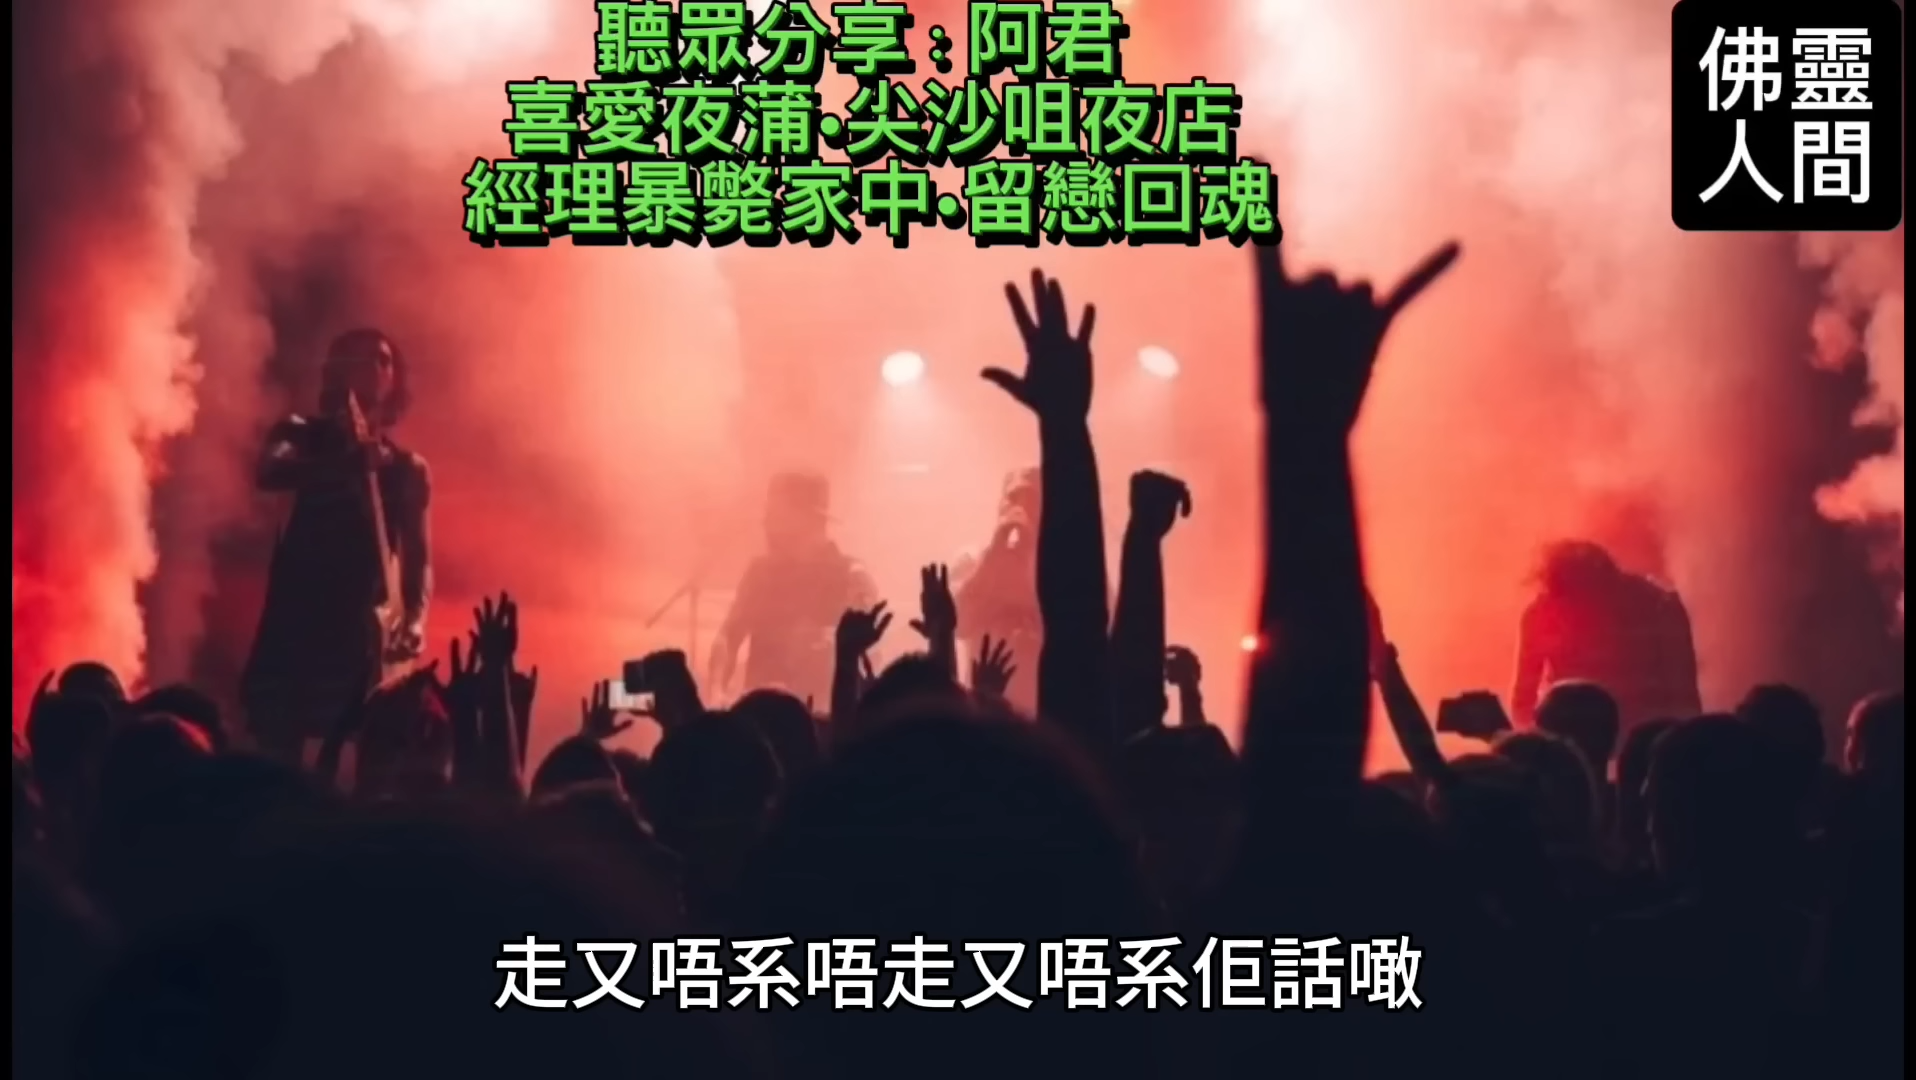 聽眾分享：阿君
喜愛夜蒲•尖沙咀夜店
經理暴斃家中•留戀回魂
佛靈
人間
走又唔系唔走又唔系佢話噉